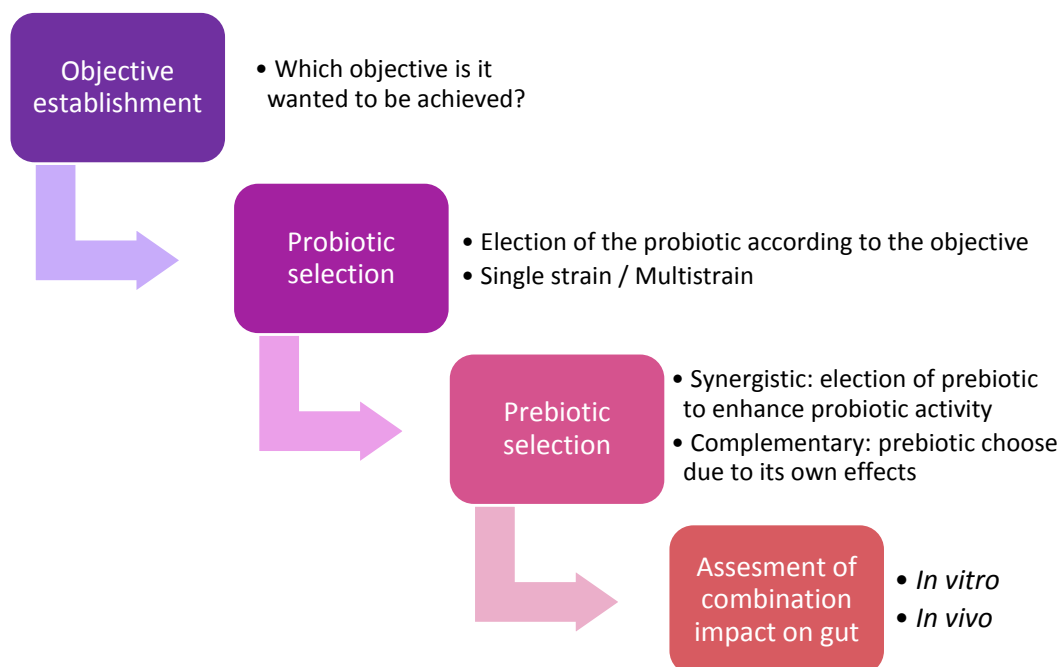 Objective
establishment
• Which objective is it
wanted to be achieved?
Probiotic
selection
• Election of the probiotic according to the objective
• Single strain / Multistrain
Prebiotic
selection
• Synergistic: election of prebiotic
to enhance probiotic activity
• Complementary: prebiotic choose
due to its own effects
Assesment of
combination
impact on gut
• In vitro
• In vivo